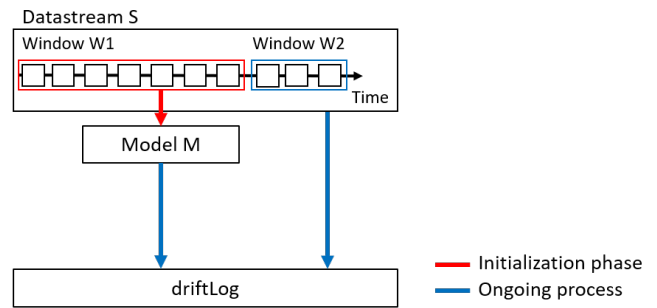 Datastream S
Window W1
Window W2
Time
Model M
driftLog
Initialization phase
Ongoing process